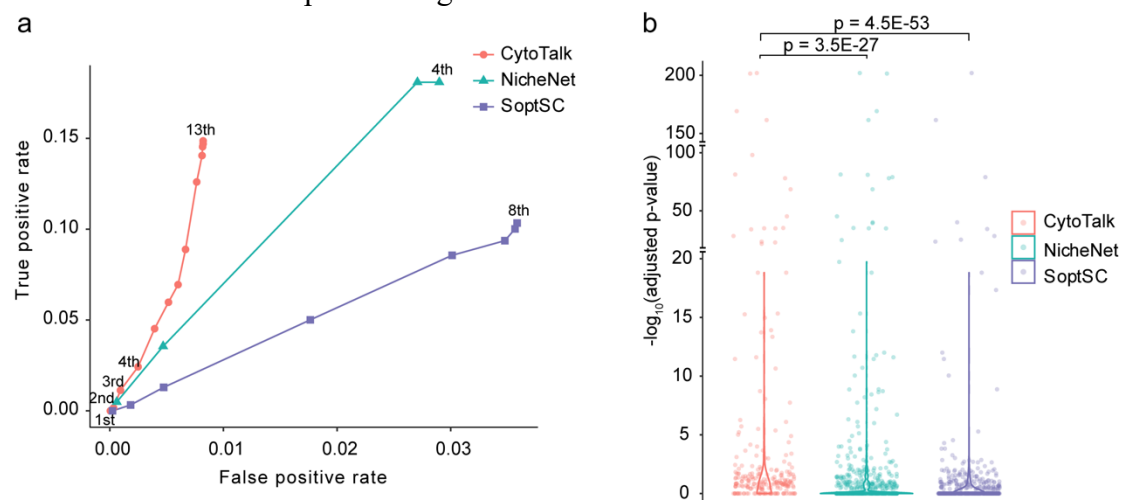 a
CytoTalk
NicheNet
SoptSC
4th
13th
8th
4th
3rd
2nd
1st
0.15
0.10
0.05
0.00
True positive rate
0.00
0.01
0.02
0.03
False positive rate
b
p = 4.5E-53
p = 3.5E-27
200
150
100
50
20
15
10
5
0
-log10(adjusted p-value)
CytoTalk
NicheNet
SoptSC